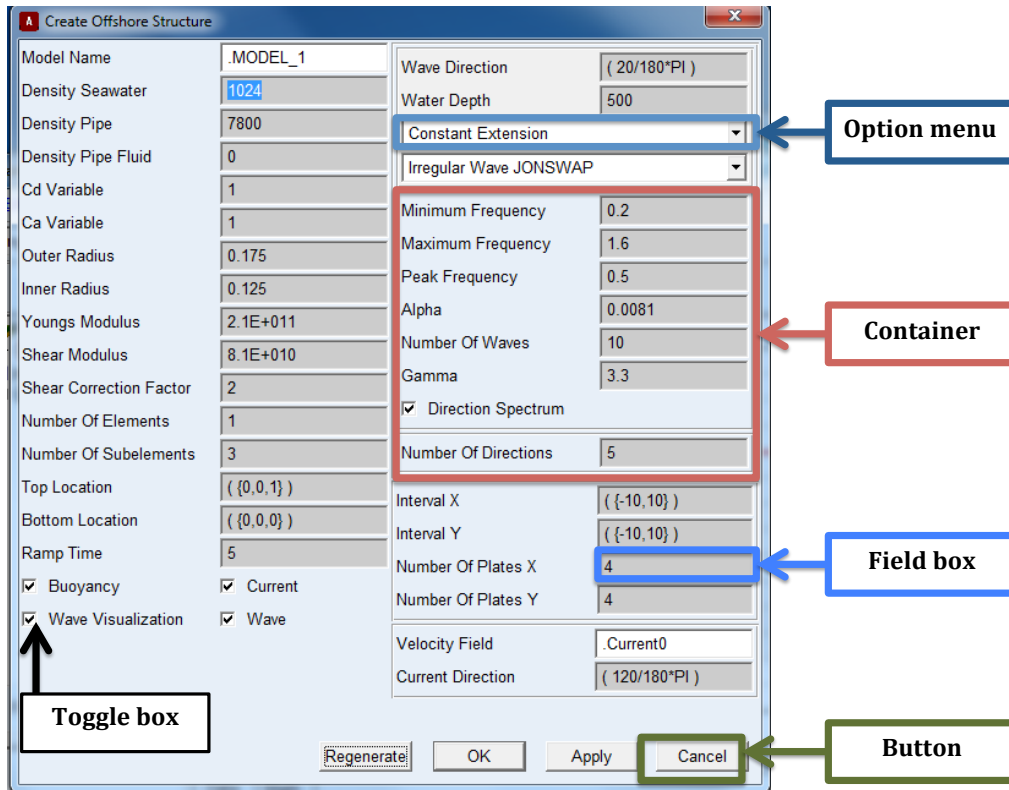 Create Offshore Structure
Model Name .MODEL_1
Density Seawater 1024
Density Pipe 7800
Density Pipe Fluid 0
Cd Variable 1
Ca Variable 1
Outer Radius 0.175
Inner Radius 0.125
Youngs Modulus 2.1E+011
Shear Modulus 8.1E+010
Shear Correction Factor 2
Number Of Elements 1
Number Of Subelements 3
Top Location ( {0,0,1} )
Bottom Location ( {0,0,0} )
Ramp Time 5
Buoyancy Current
Wave Visualization Wave
Toggle box
Wave Direction ( 20/180*PI )
Water Depth 500
Constant Extension
Irregular Wave JONSWAP
Minimum Frequency 0.2
Maximum Frequency 1.6
Peak Frequency 0.5
Alpha 0.0081
Number Of Waves 10
Gamma 3.3
Direction Spectrum
Number Of Directions 5
Interval X ( {-10,10} )
Interval Y ( {-10,10} )
Number Of Plates X 4
Number Of Plates Y 4
Velocity Field .Current0
Current Direction ( 120/180*PI )
Regenerate OK Apply Cancel
Option menu
Container
Field box
Button